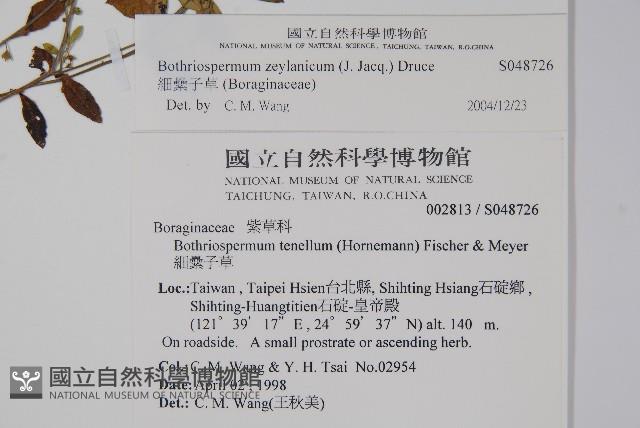 國立自然科學博物館
NATIONAL MUSEUM OF NATURAL SCIENCE, TAICHUNG, TAIWAN, R.O.CHINA
Bothriospermum zeylanicum (J. Jacq.) Druce S048726
細纍子草 (Boraginaceae)
Det. by C. M. Wang 2004/12/23
國立自然科學博物館
NATIONAL MUSEUM OF NATURAL SCIENCE
TAICHUNG, TAIWAN, R.O.CHINA
002813 / S048726
Boraginaceae 紫草科
Bothriospermum tenellum (Hornemann) Fischer & Meyer
細纍子草
Loc.:Taiwan , Taipei Hsien台北縣, Shihting Hsiang石碇鄉 ,
Shihting-Huangtitien石碇-皇帝殿
(121° 39' 17" E , 24° 59' 37" N) alt. 140 m.
On roadside. A small prostrate or ascending herb.
Col: C. M. Wang & Y. H. Tsai No.02954
Date: April 02 , 1998
Det.: C. M. Wang(王秋美)
國立自然科學博物館
NATIONAL MUSEUM OF NATURAL SCIENCE